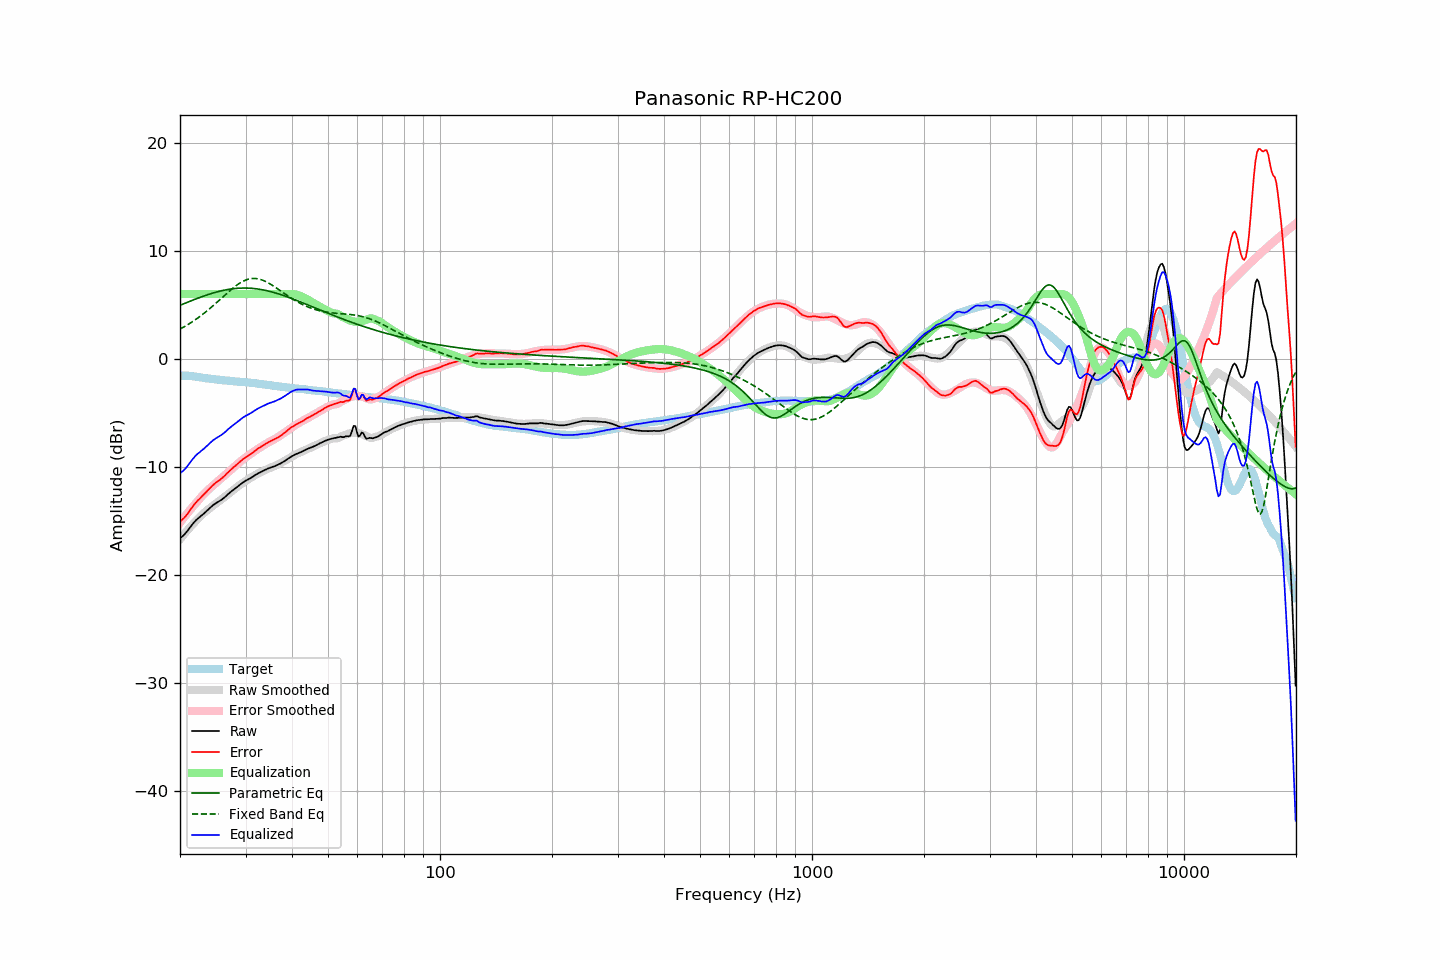 Panasonic RP-HC200
20
10
0
−10
−20
−30
−40
Amplitude (dBr)
Target
Raw Smoothed
Error Smoothed
Raw
Error
Equalization
Parametric Eq
Fixed Band Eq
Equalized
100
1000
10000
Frequency (Hz)